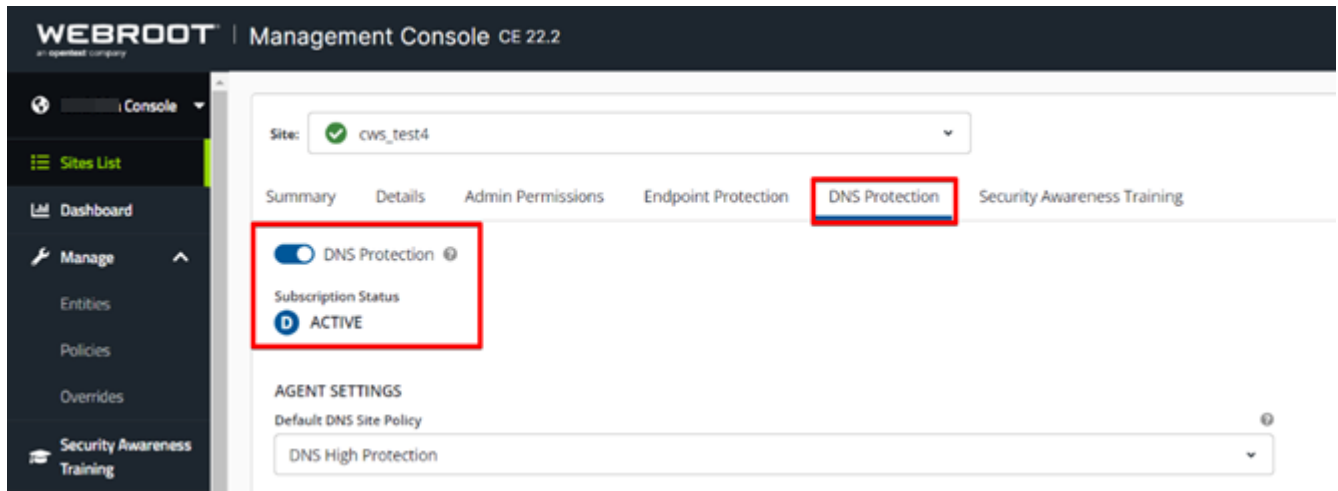 WEBROOT
an opentext company
Management Console CE 22.2
Console
Sites List
Dashboard
Manage
Entities
Policies
Overrides
Security Awareness
Training
Site: cws_test4
Summary Details Admin Permissions Endpoint Protection DNS Protection Security Awareness Training
DNS Protection
Subscription Status
D ACTIVE
AGENT SETTINGS
Default DNS Site Policy
DNS High Protection